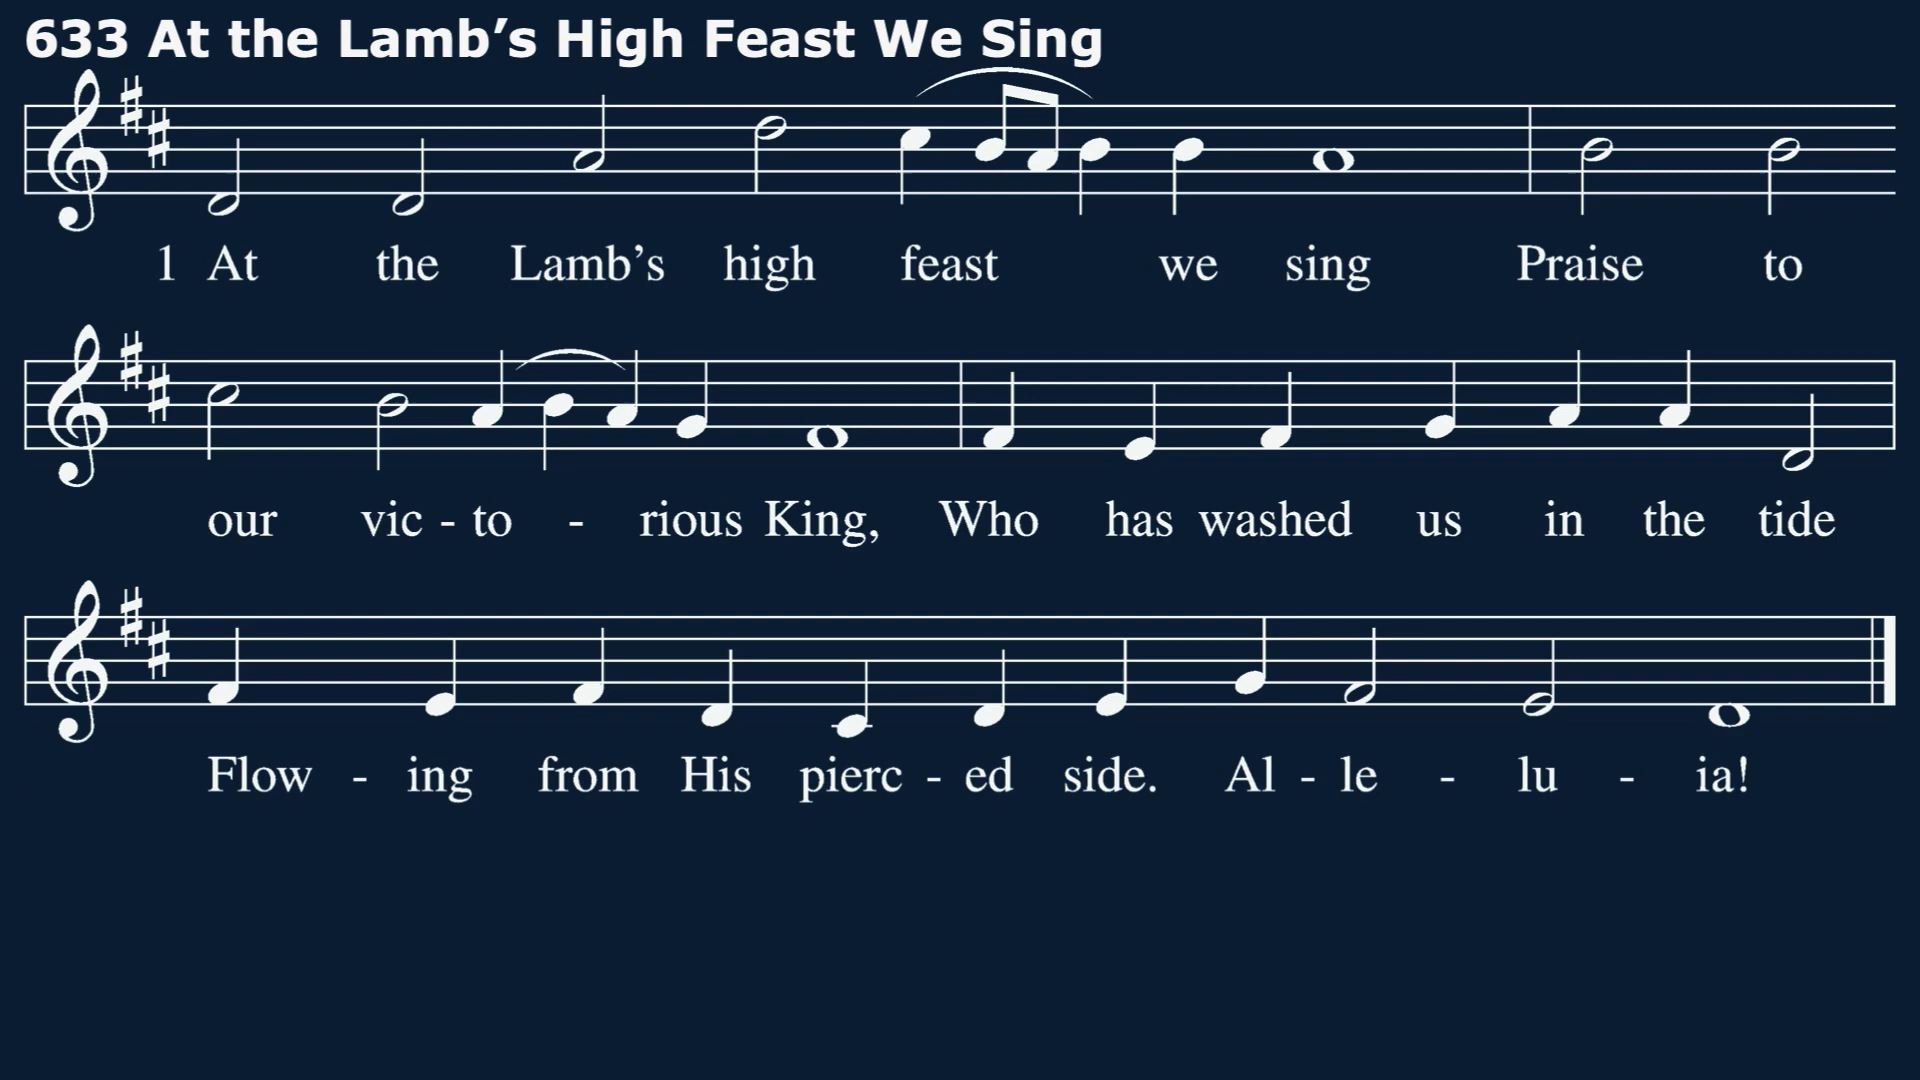 633 At the Lamb’s High Feast We Sing
1 At the Lamb’s high feast we sing Praise to
our vic - to - rious King, Who has washed us in the tide
Flow - ing from His pierc - ed side. Al - le - lu - ia!